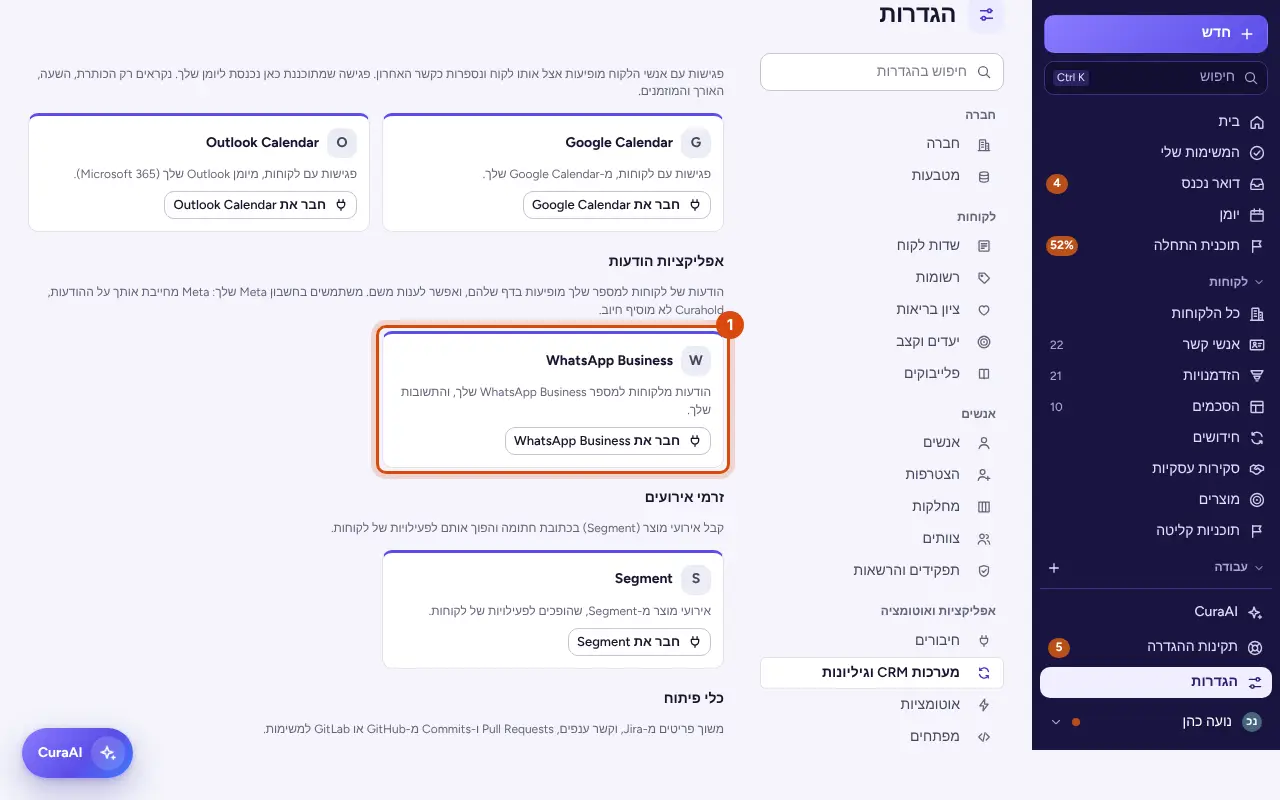 חדש
חיפוש
Ctrl K
בית
המשימות שלי
דואר נכנס
4
יומן
תוכנית התחלה
52%
לקוחות
כל הלקוחות
אנשי קשר
22
הזדמנויות
21
הסכמים
10
חידושים
סקירות עסקיות
מוצרים
תוכניות קליטה
עבודה
CuraAI
תקינות ההגדרה
5
הגדרות
נועה כהן
נכ
הגדרות
חיפוש בהגדרות
חברה
חברה
מטבעות
לקוחות
שדות לקוח
רשומות
ציון בריאות
יעדים וקצב
פלייבוקים
אנשים
אנשים
הצטרפות
מחלקות
צוותים
תפקידים והרשאות
אפליקציות ואוטומציה
חיבורים
מערכות CRM וגיליונות
אוטומציות
מפתחים
פגישות עם אנשי הלקוח מופיעות אצל אותו לקוח ונספרות כקשר האחרון. פגישה שמתוכננת כאן נכנסת ליומן שלך. נקראים רק הכותרת, השעה,
האורך והמוזמנים.
G
Google Calendar
פגישות עם לקוחות, מ-Google Calendar שלך.
חבר את Google Calendar
O
Outlook Calendar
פגישות עם לקוחות, מיומן Outlook שלך (Microsoft 365).
חבר את Outlook Calendar
אפליקציות הודעות
הודעות של לקוחות למספר שלך מופיעות בדף שלהם, ואפשר לענות משם. משתמשים בחשבון Meta שלך: Meta מחייבת אותך על ההודעות,
Curahold לא מוסיף חיוב.
1
W
WhatsApp Business
הודעות מלקוחות למספר WhatsApp Business שלך, והתשובות
שלך.
חבר את WhatsApp Business
זרמי אירועים
קבל אירועי מוצר (Segment) בכתובת חתומה והפוך אותם לפעילויות של לקוחות.
S
Segment
אירועי מוצר מ-Segment, שהופכים לפעילויות של לקוחות.
חבר את Segment
כלי פיתוח
משוך פריטים מ-Jira, וקשר ענפים, Pull Requests ו-Commits מ-GitHub או GitLab למשימות.
CuraAI